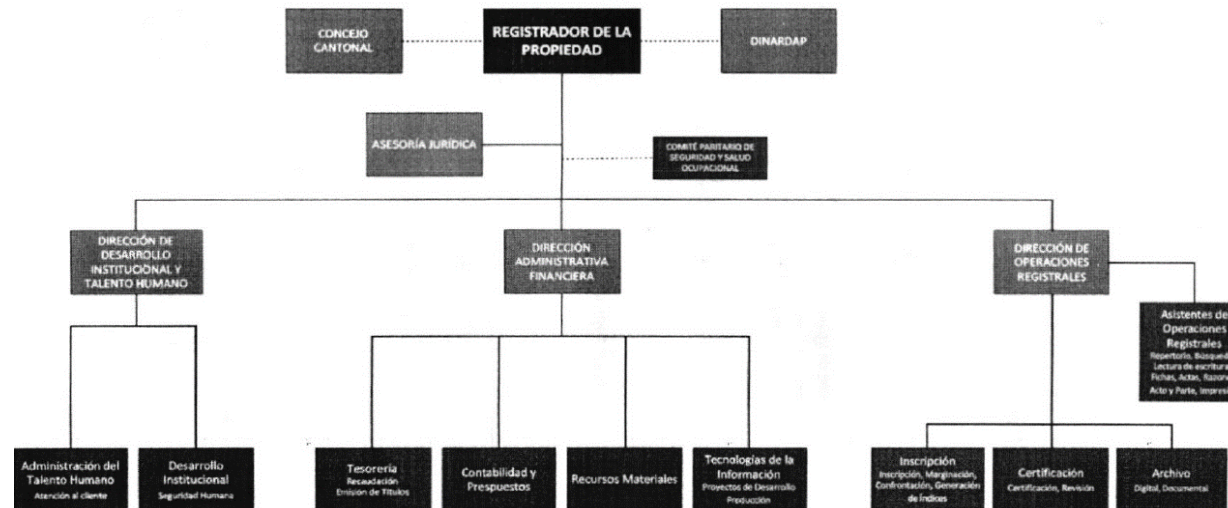 CONCEJO
CANTONAL
REGISTRADOR DE LA
PROPIEDAD
DINARDAP
ASESORÍA JURÍDICA
COMITÉ PARITARIO DE
SEGURIDAD Y SALUD
OCUPACIONAL
DIRECCIÓN DE
DESARROLLO
INSTITUCIONAL Y
TALENTO HUMANO
DIRECCIÓN
ADMINISTRATIVA
FINANCIERA
DIRECCIÓN DE
OPERACIONES
REGISTRALES
Asistentes de
Operaciones
Registrales
Repertorio, Búsqueda
Lectura de escritura
Fichas, Actas, Razone
Acto y Parte, Impresi
Administración del
Talento Humano
Atención al cliente
Desarrollo
Institucional
Seguridad Humana
Tesorería
Recaudación
Emisión de Títulos
Contabilidad y
Prespuestos
Recursos Materiales
Tecnologías de la
Información
Proyectos de Desarrollo
Producción
Inscripción
Inscripción, Marginación,
Confrontación, Generación
de Índices
Certificación
Certificación, Revisión
Archivo
Digital, Documental